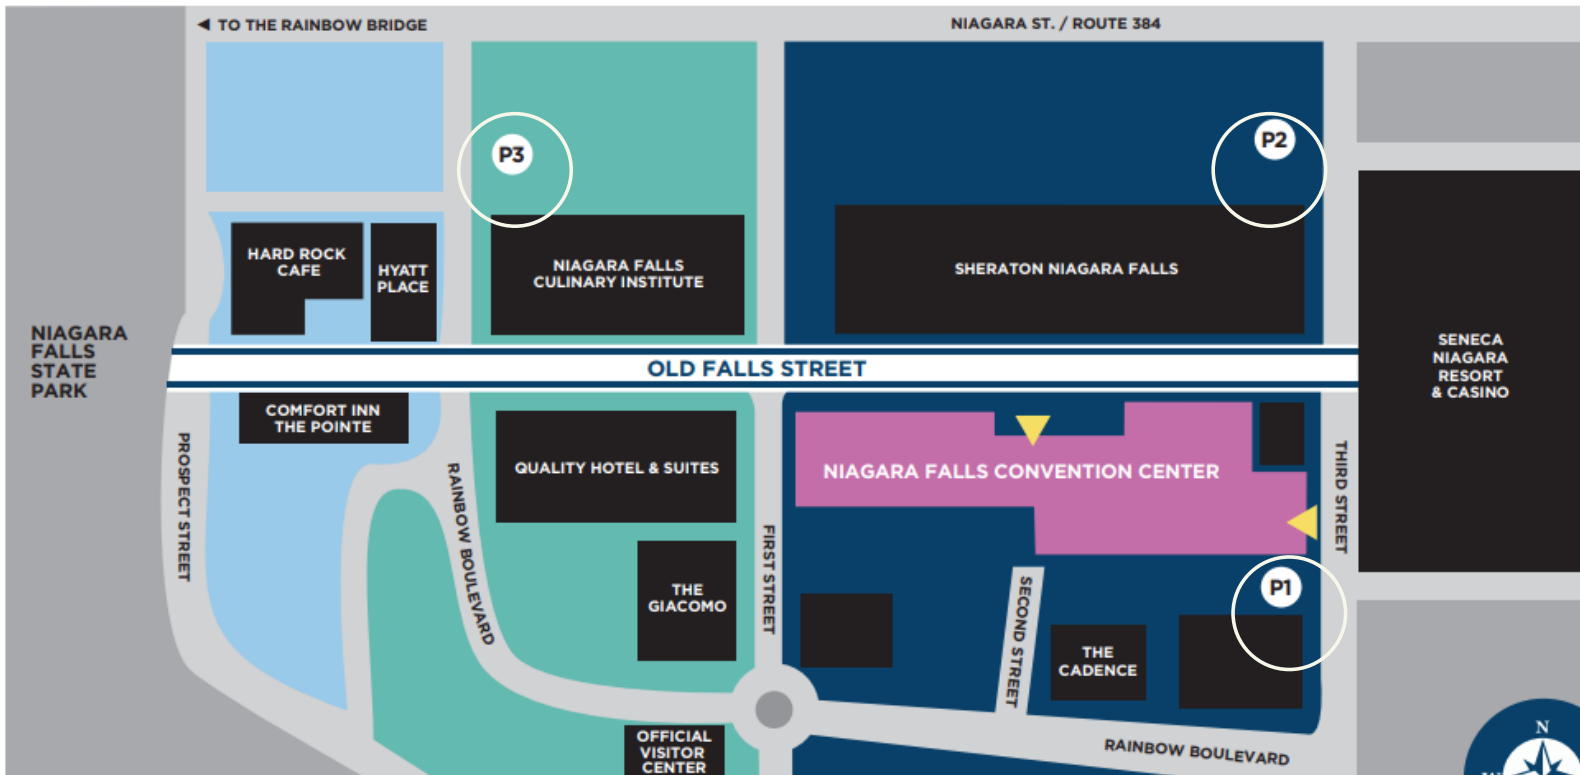 ◄ TO THE RAINBOW BRIDGE
NIAGARA ST. / ROUTE 384
P3
P2
HARD ROCK
CAFE
HYATT
PLACE
NIAGARA FALLS
CULINARY INSTITUTE
SHERATON NIAGARA FALLS
NIAGARA
FALLS
STATE
PARK
SENECA
NIAGARA
RESORT
& CASINO
OLD FALLS STREET
COMFORT INN
THE POINTE
QUALITY HOTEL & SUITES
NIAGARA FALLS CONVENTION CENTER
PROSPECT STREET
RAINBOW BOULEVARD
FIRST STREET
THIRD STREET
THE
GIACOMO
SECOND STREET
P1
THE
CADENCE
OFFICIAL
VISITOR
CENTER
RAINBOW BOULEVARD
N